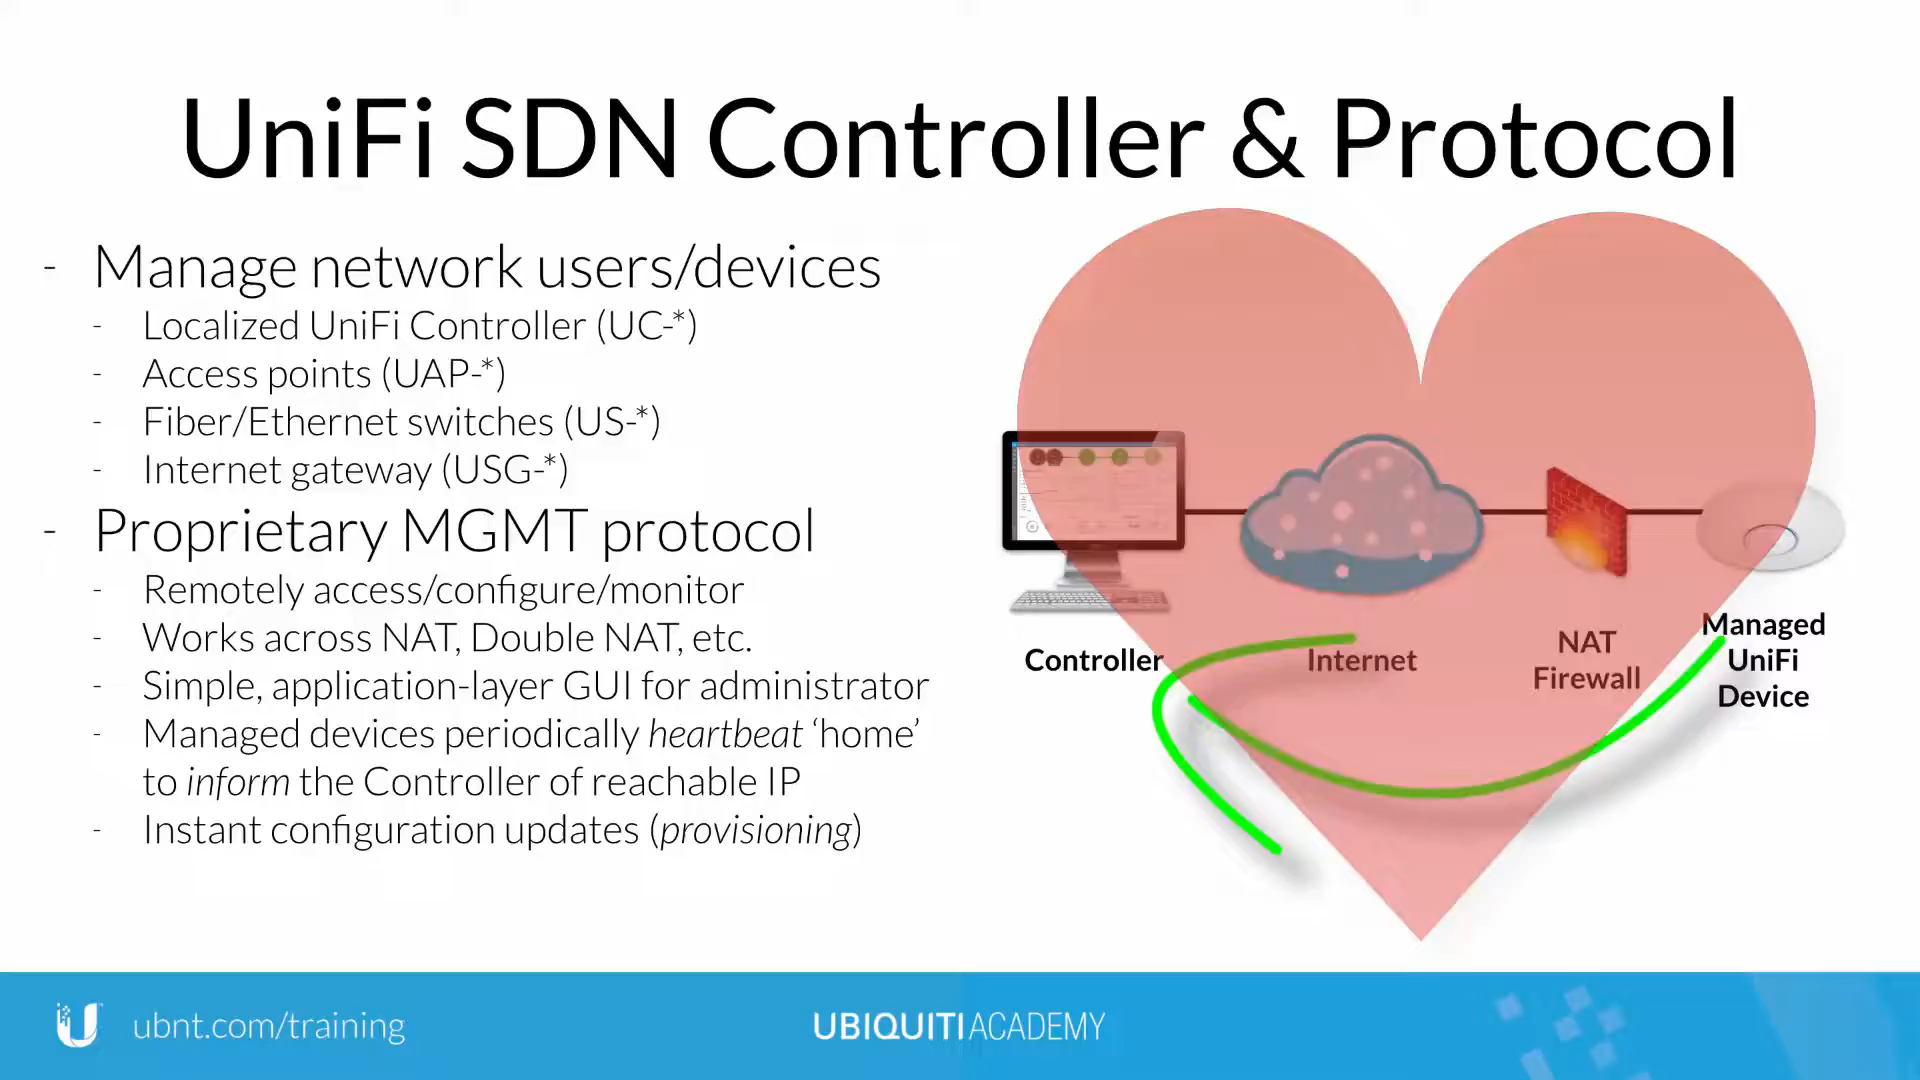 UniFi SDN Controller & Protocol
- Manage network users/devices
- Localized UniFi Controller (UC-*)
- Access points (UAP-*)
- Fiber/Ethernet switches (US-*)
- Internet gateway (USG-*)
- Proprietary MGMT protocol
- Remotely access/configure/monitor
- Works across NAT, Double NAT, etc.
- Simple, application-layer GUI for administrator
- Managed devices periodically heartbeat ‘home’
to inform the Controller of reachable IP
- Instant configuration updates (provisioning)
Controller
Internet
NAT
Firewall
Managed
UniFi
Device
ubnt.com/training
UBIQUITI ACADEMY